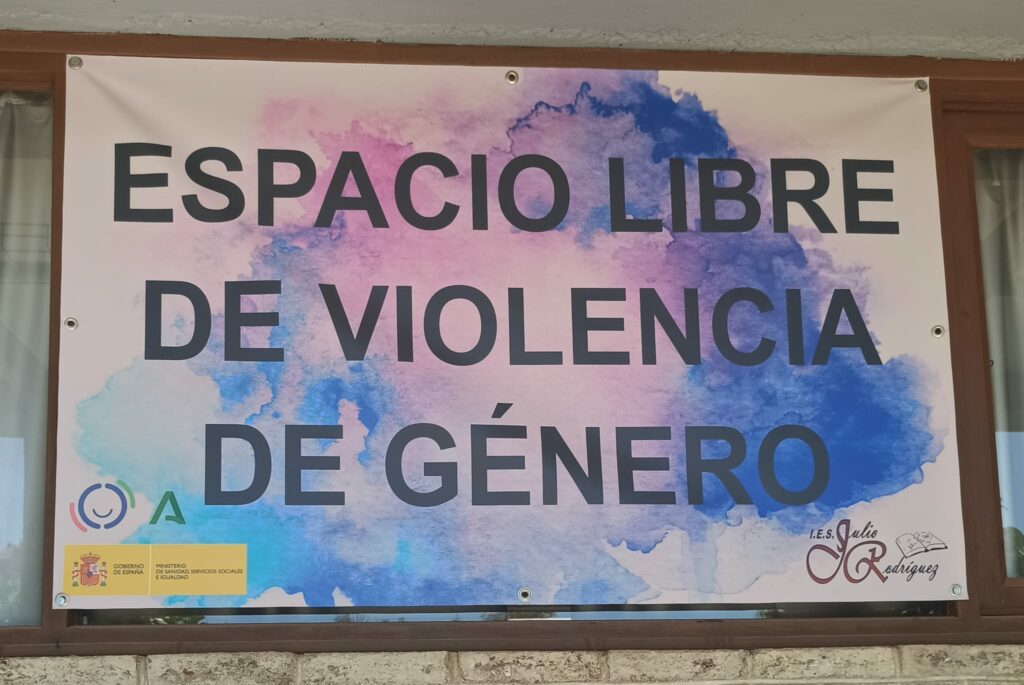 ESPACIO LIBRE
DE VIOLENCIA
DE GÉNERO
GOBIERNO
DE ESPAÑA
MINISTERIO
DE SANIDAD, SERVICIOS SOCIALES
E IGUALDAD
I.E.S. Julio
Rodríguez